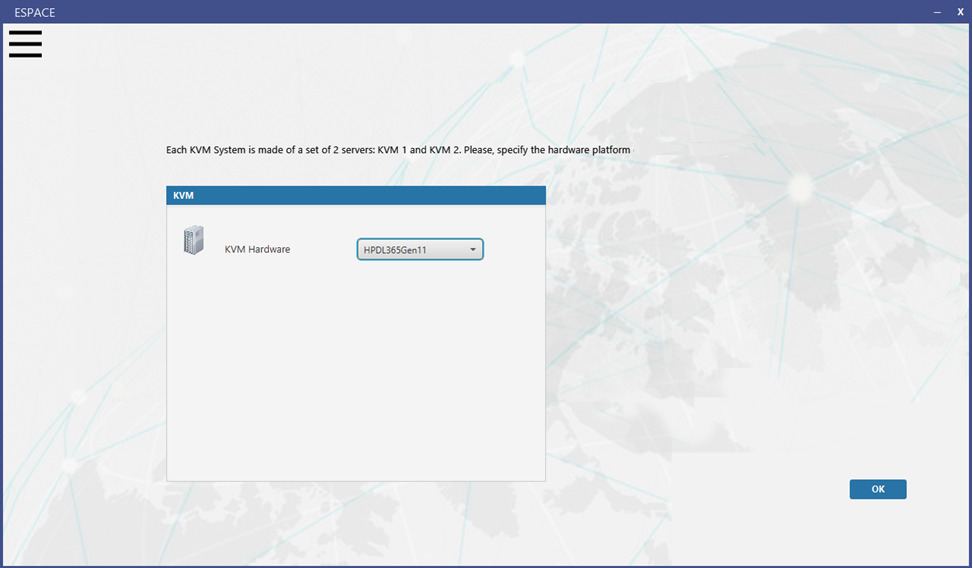 ESPACE
Each KVM System is made of a set of 2 servers: KVM 1 and KVM 2. Please, specify the hardware platform
KVM
KVM Hardware
HPDL365Gen11
OK